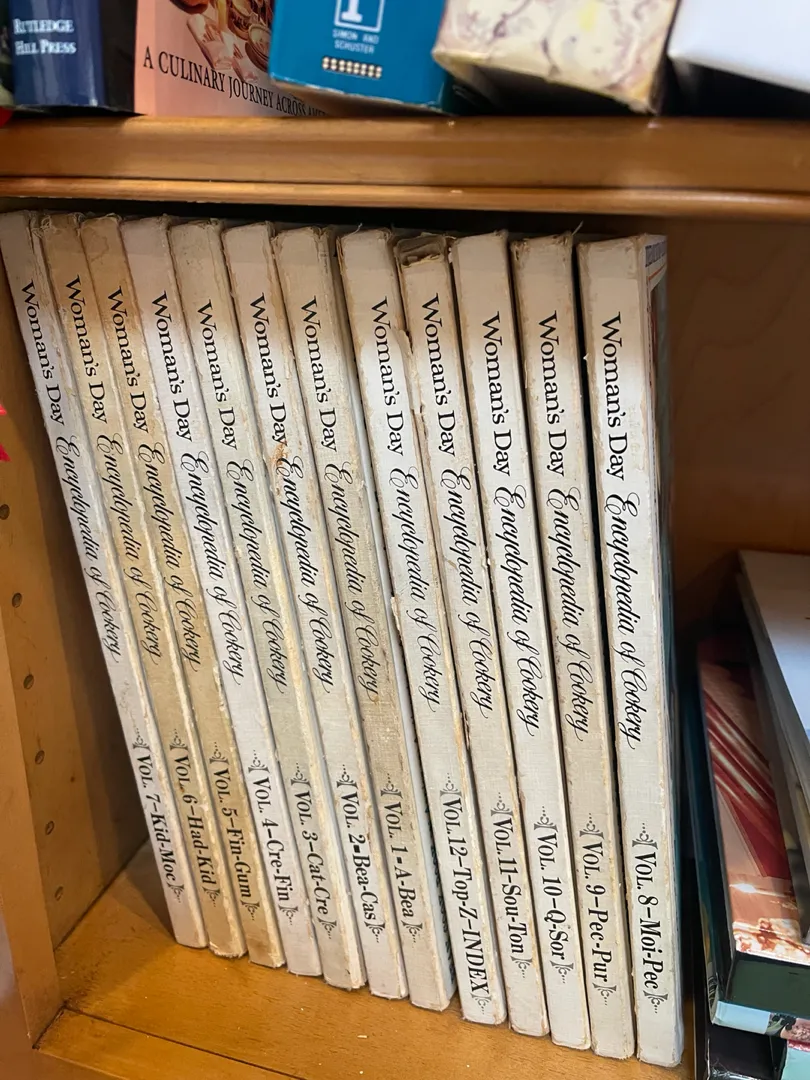 RUTLEDGE
HILL PRESS
A CULINARY JOURNEY ACROSS
SIMON AND
SCHUSTER
Woman's Day Encyclopedia of Cookery VOL. 7–Kid-Moc
Woman's Day Encyclopedia of Cookery VOL. 6–Had-Kid
Woman's Day Encyclopedia of Cookery VOL. 5–Fin-Gum
Woman's Day Encyclopedia of Cookery VOL. 4–Cre-Fin
Woman's Day Encyclopedia of Cookery VOL. 3–Cat-Cre
Woman's Day Encyclopedia of Cookery VOL. 2-Bea-Cas
Woman's Day Encyclopedia of Cookery VOL. 1-A-Bea
Woman's Day Encyclopedia of Cookery VOL. 12–Top-Z-INDEX
Woman's Day Encyclopedia of Cookery VOL. 11–Sou-Ton
Woman's Day Encyclopedia of Cookery VOL. 10–Q-Sor
Woman's Day Encyclopedia of Cookery VOL. 9–Pec-Pur
Woman's Day Encyclopedia of Cookery VOL. 8–Moi-Pec